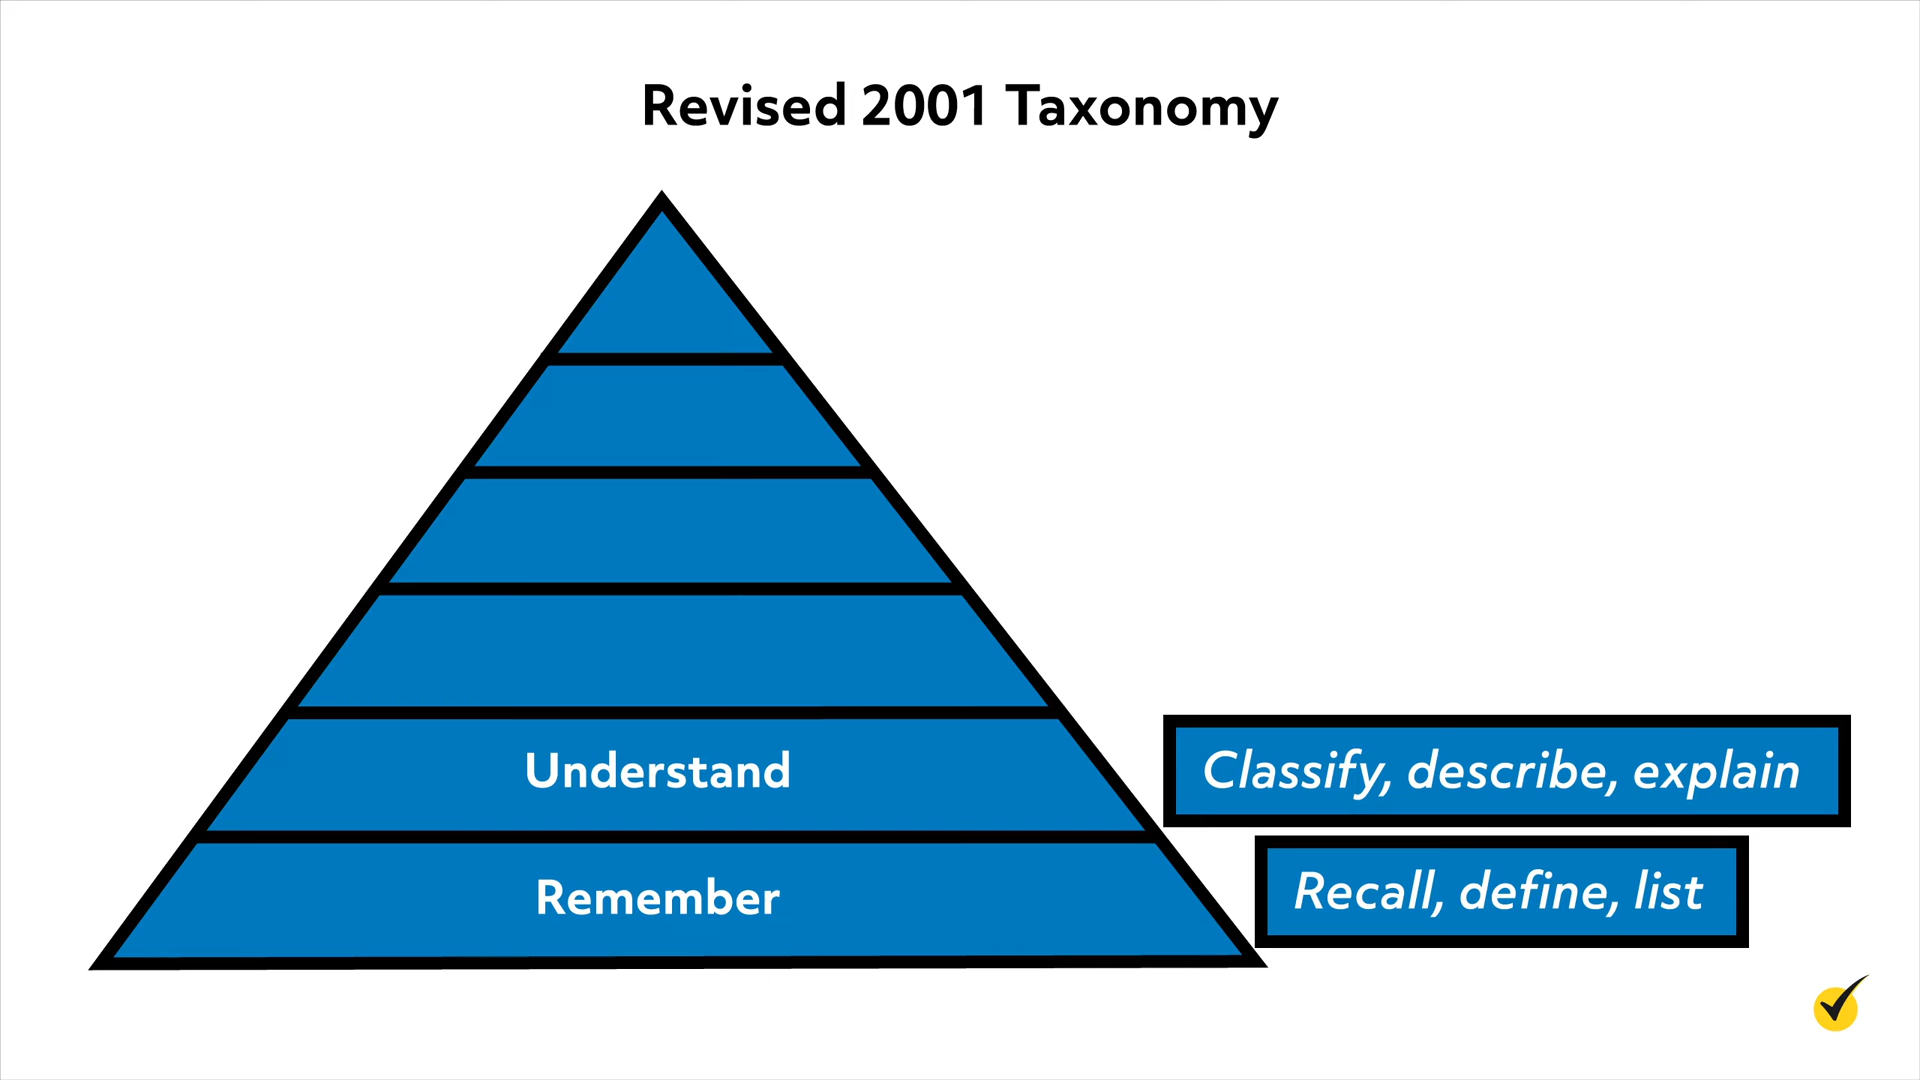 Revised 2001 Taxonomy
Understand
Classify, describe, explain
Remember
Recall, define, list